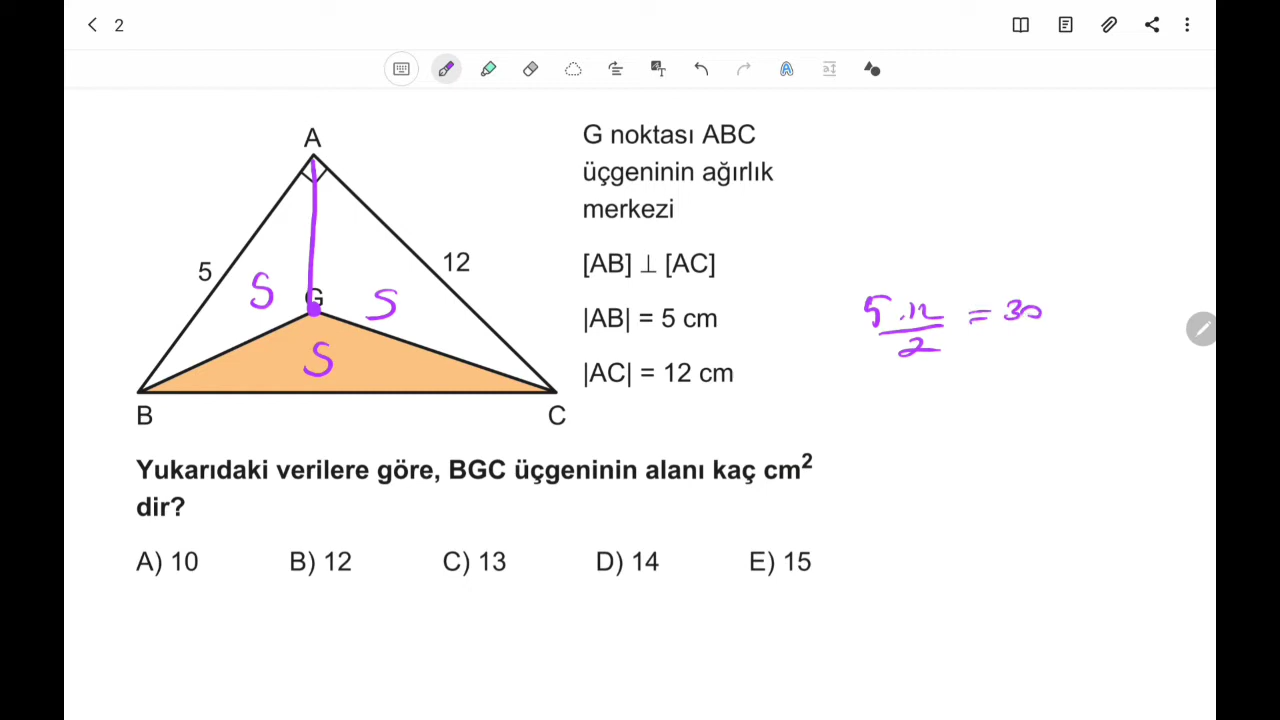 2
A
5
12
S
G
S
S
B
C
G noktası ABC
üçgeninin ağırlık
merkezi
[AB] ⊥ [AC]
|AB| = 5 cm
|AC| = 12 cm
5.12/2 = 30
Yukarıdaki verilere göre, BGC üçgeninin alanı kaç cm²
dir?
A) 10 B) 12 C) 13 D) 14 E) 15